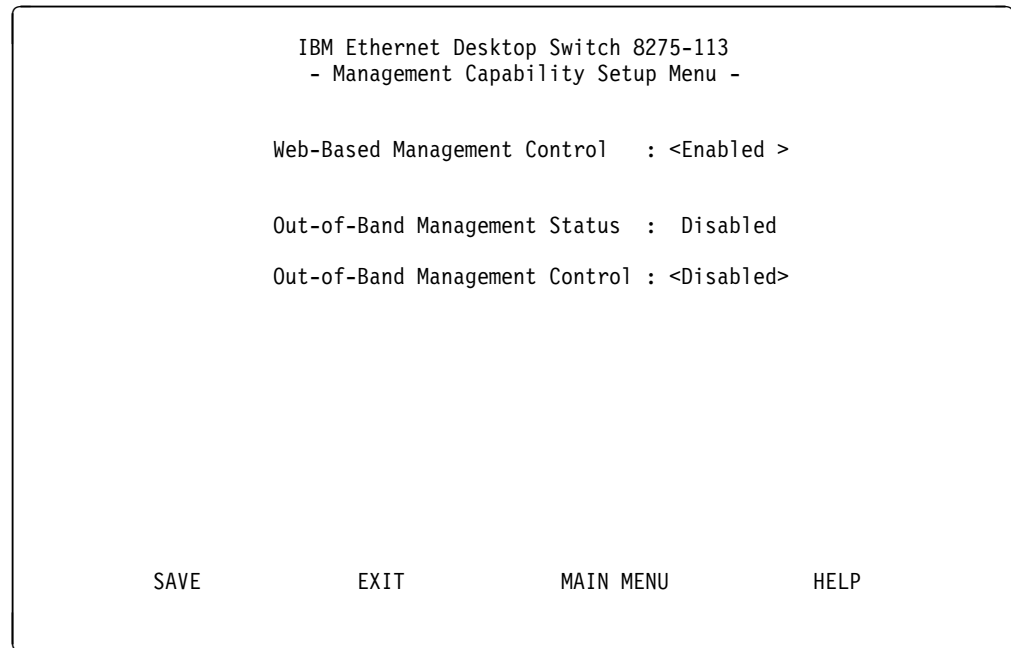 IBM Ethernet Desktop Switch 8275-113
- Management Capability Setup Menu -
Web-Based Management Control : <Enabled >
Out-of-Band Management Status : Disabled
Out-of-Band Management Control : <Disabled>
SAVE EXIT MAIN MENU HELP